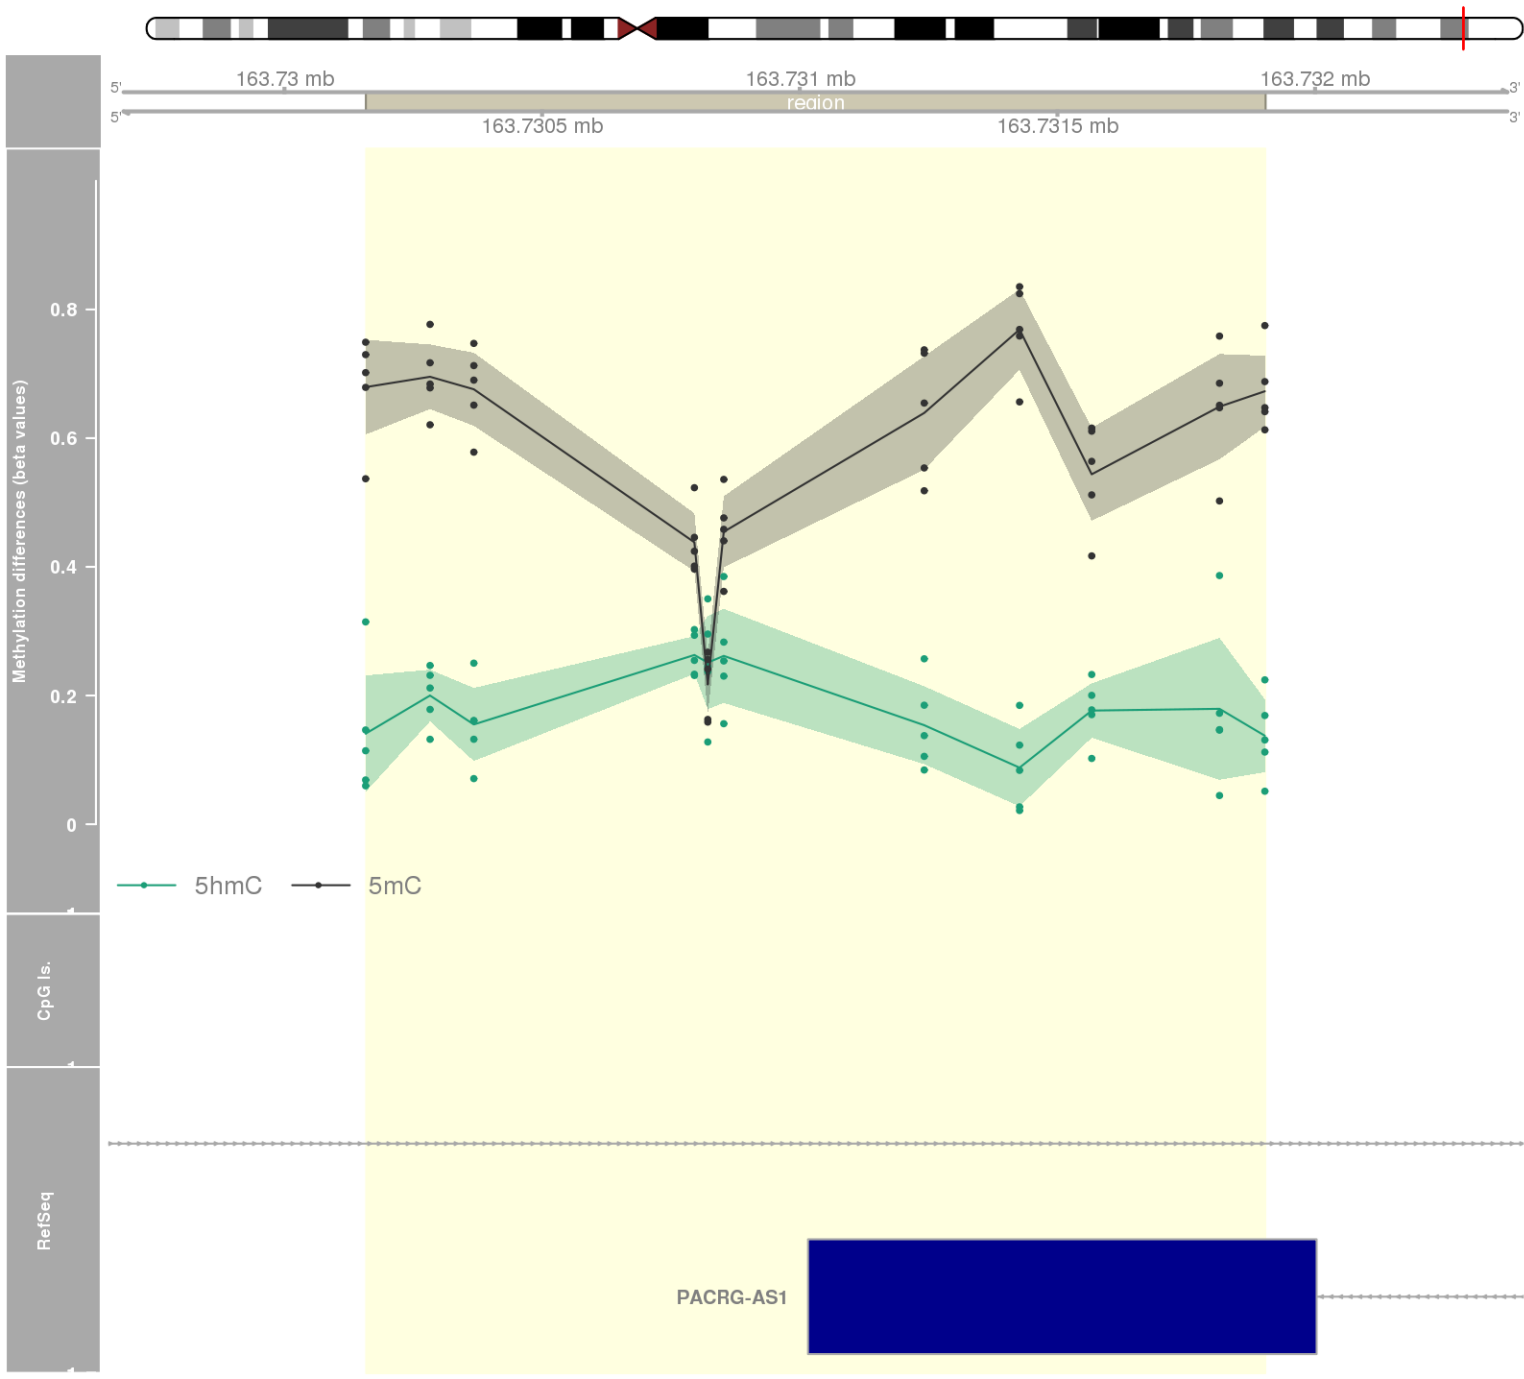 163.73 mb
163.731 mb
163.732 mb
5'
3'
region
5'
3'
163.7305 mb
163.7315 mb
Methylation differences (beta values)
0.8
0.6
0.4
0.2
0
5hmC
5mC
CpG Is.
RefSeq
PACRG-AS1